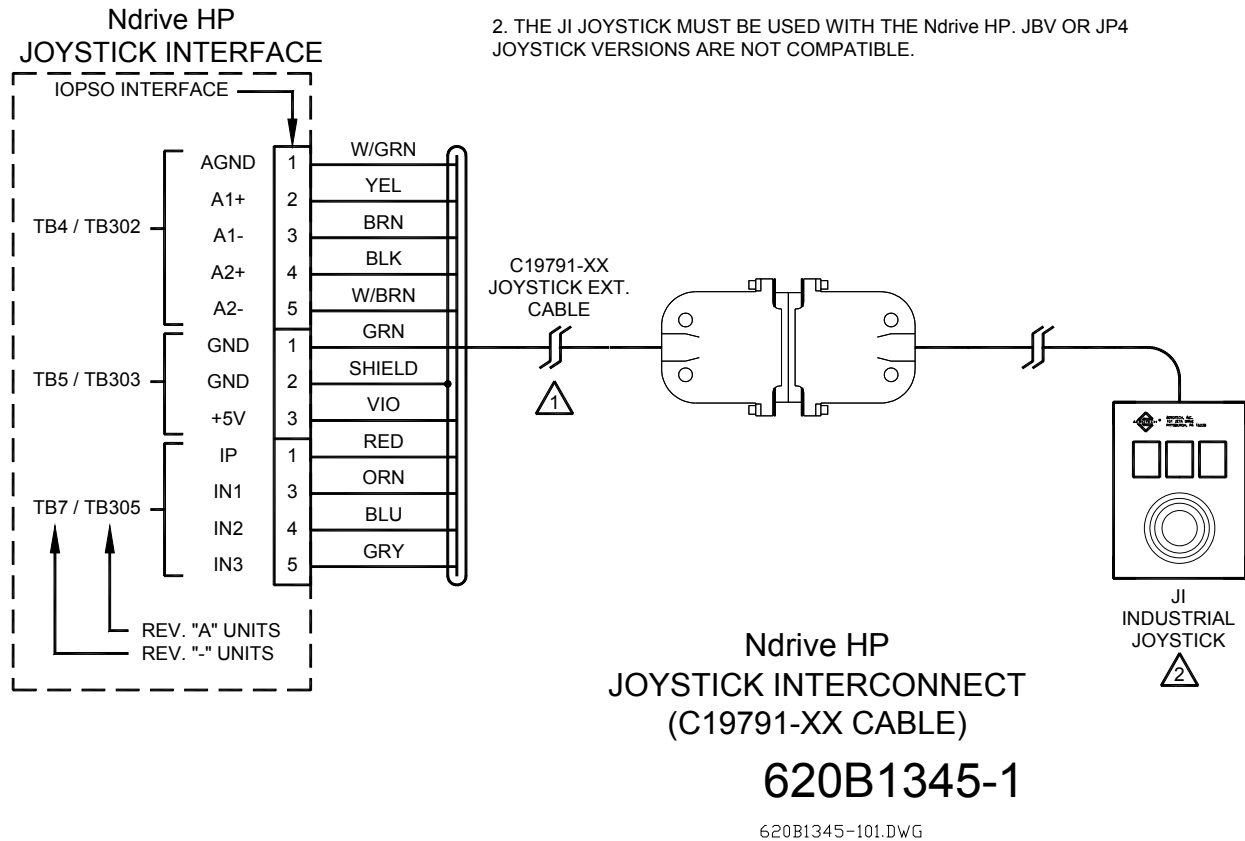 Ndrive HP
JOYSTICK INTERFACE
2. THE JI JOYSTICK MUST BE USED WITH THE Ndrive HP. JBV OR JP4
JOYSTICK VERSIONS ARE NOT COMPATIBLE.
IOPSO INTERFACE
TB4 / TB302
AGND 1 W/GRN
A1+ 2 YEL
A1- 3 BRN
A2+ 4 BLK
A2- 5 W/BRN
TB5 / TB303
GND 1 GRN
GND 2 SHIELD
+5V 3 VIO
TB7 / TB305
IP 1 RED
IN1 3 ORN
IN2 4 BLU
IN3 5 GRY
REV. "A" UNITS
REV. "-" UNITS
C19791-XX
JOYSTICK EXT.
CABLE
1
JI
INDUSTRIAL
JOYSTICK
2
Ndrive HP
JOYSTICK INTERCONNECT
(C19791-XX CABLE)
620B1345-1
620B1345-101.DWG